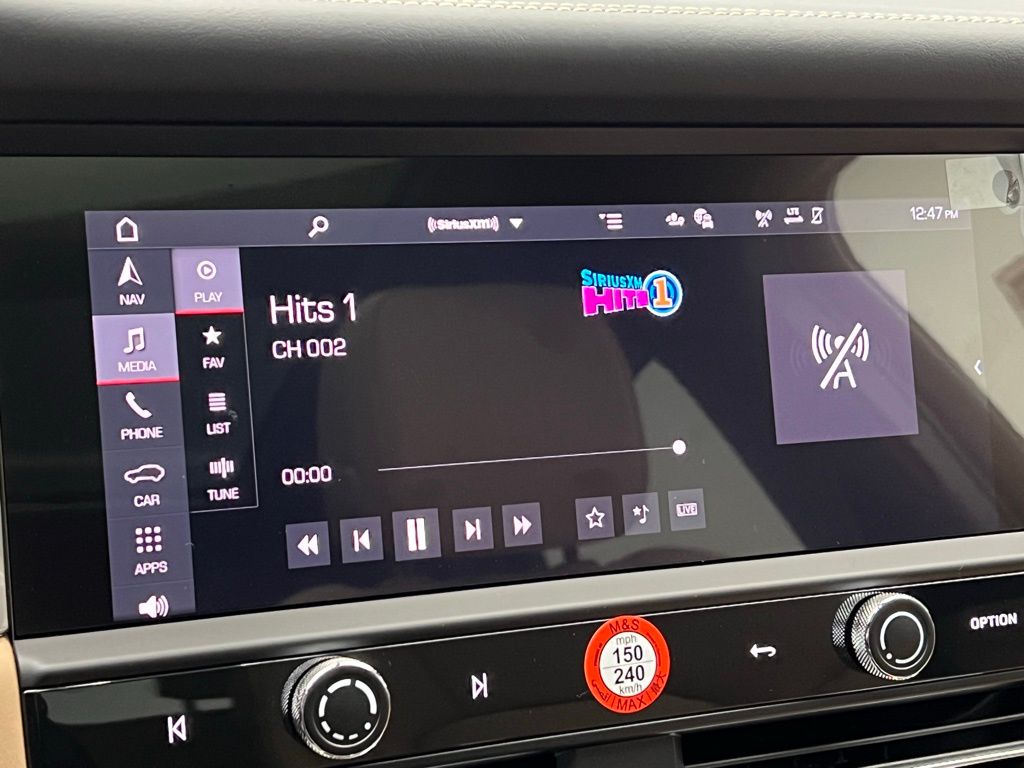 ((SiriusXM))
LTE
12:47 PM
NAV
PLAY
MEDIA
FAV
PHONE
LIST
CAR
TUNE
APPS
Hits 1
CH 002
SIRIUSXM
HITS 1
00:00
LIVE
OPTION
M&S
mph
150
240
km/h
MAX